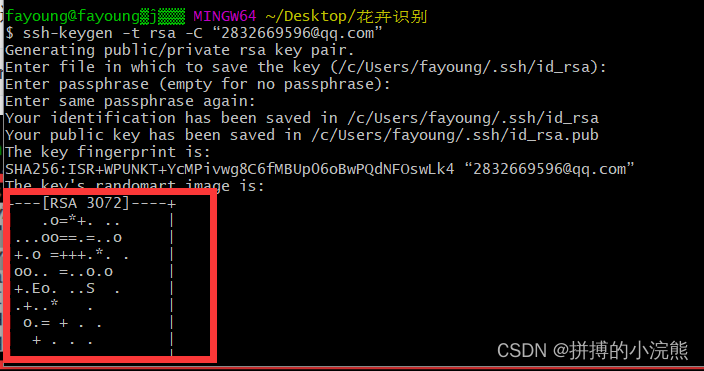 fayoung@fayoung MINGW64 ~/Desktop/花卉识别
$ ssh-keygen -t rsa -C “2832669596@qq.com”
Generating public/private rsa key pair.
Enter file in which to save the key (/c/Users/fayoung/.ssh/id_rsa):
Enter passphrase (empty for no passphrase):
Enter same passphrase again:
Your identification has been saved in /c/Users/fayoung/.ssh/id_rsa
Your public key has been saved in /c/Users/fayoung/.ssh/id_rsa.pub
The key fingerprint is:
SHA256:ISR+WPUNKT+YcMPivwg8C6fMBUpO6oBwPQdNFOswLk4 “2832669596@qq.com”
The key's randomart image is:
----[RSA 3072]----+
   .o=*+. ..     |
...oo==.=..o     |
+.o =+++.*. .    |
oo.. =..o.o      |
+.Eo. ..S  .     |
.+..*   .        |
 o.= + . .       |
  + . . .        |
CSDN @拼搏的小浣熊